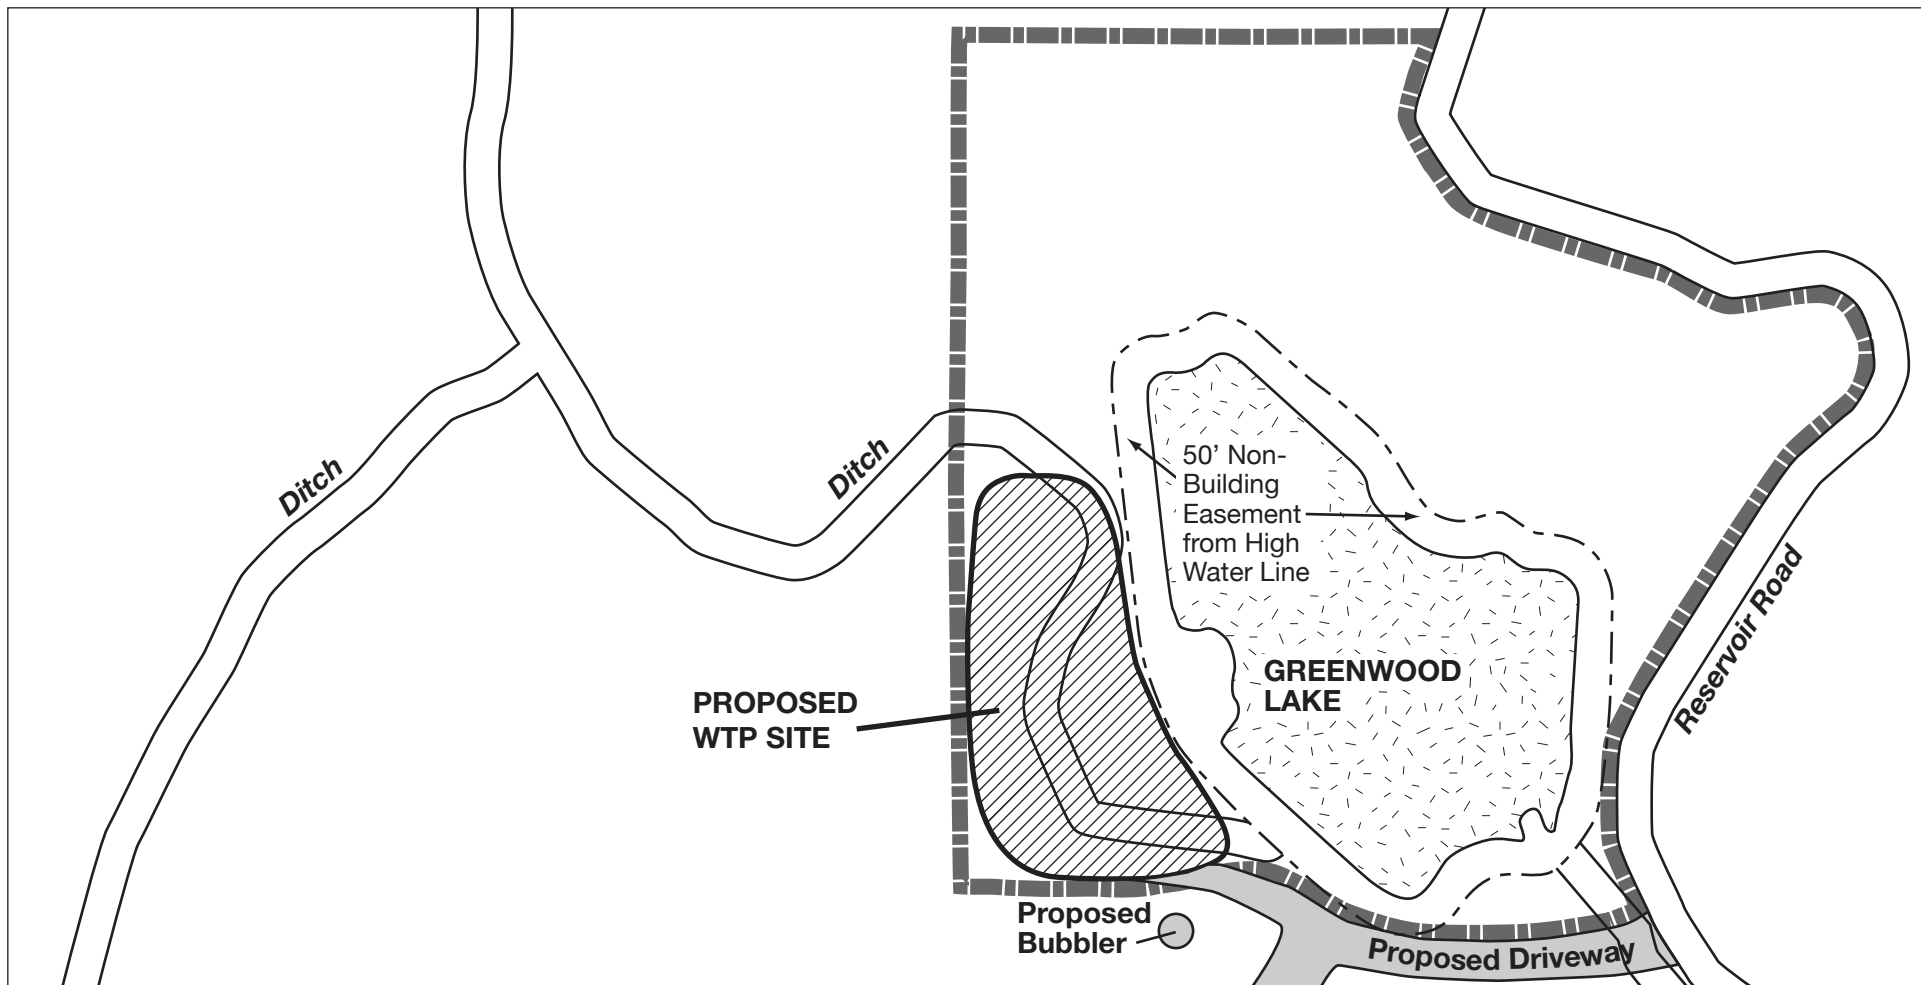 Ditch
Ditch
50’ Non-
Building
Easement
from High
Water Line
GREENWOOD
LAKE
Reservoir Road
PROPOSED
WTP SITE
Proposed
Bubbler
Proposed Driveway